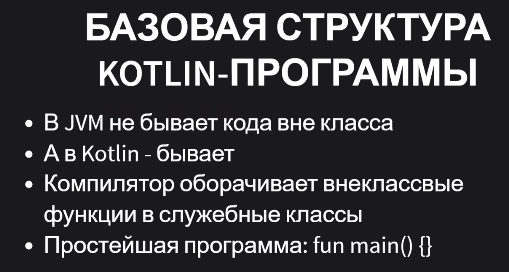 БАЗОВАЯ СТРУКТУРА
KOTLIN-ПРОГРАММЫ
• В JVM не бывает кода вне класса
• А в Kotlin - бывает
• Компилятор оборачивает внеклассвые
функции в служебные классы
• Простейшая программа: fun main() {}